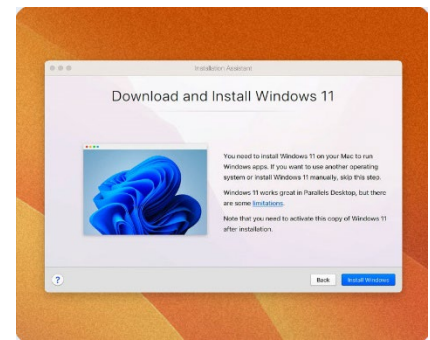 Installation Assistant
Download and Install Windows 11
You need to install Windows 11 on your Mac to run
Windows apps. If you want to use another operating
system or install Windows 11 manually, skip this step.
Windows 11 works great in Parallels Desktop, but there
are some limitations.
Note that you need to activate this copy of Windows 11
after installation.
?
Back
Install Windows